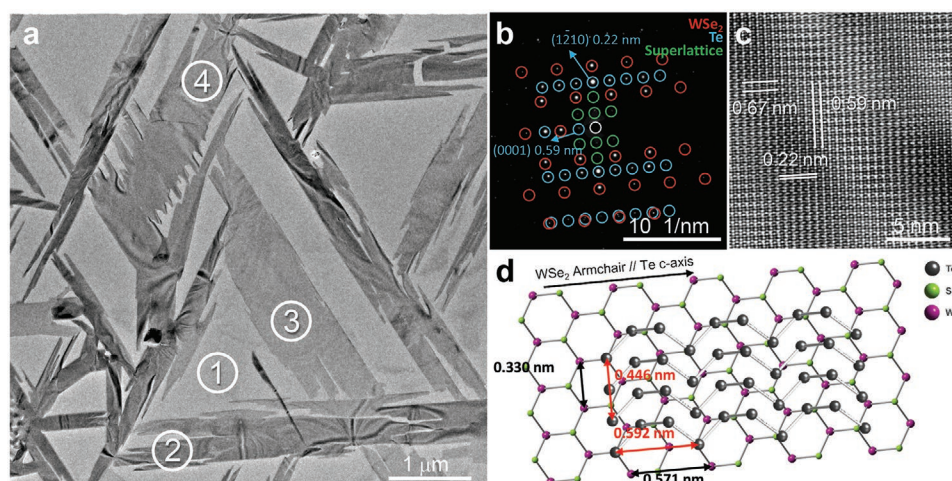 a
4
3
1
2
1 μm
b
WSe₂
Te
Superlattice
(1210) 0.22 nm
(0001) 0.59 nm
10 1/nm
c
0.67 nm
0.59 nm
0.22 nm
5 nm
d
WSe₂ Armchair // Te c-axis
0.330 nm
0.446 nm
0.592 nm
0.571 nm